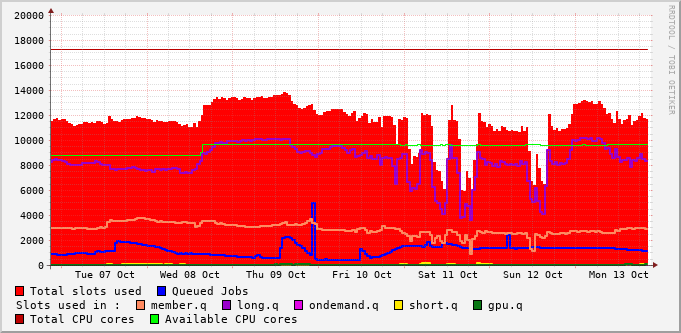 20000
18000
16000
14000
12000
10000
8000
6000
4000
2000
0
Tue 07 Oct Wed 08 Oct Thu 09 Oct Fri 10 Oct Sat 11 Oct Sun 12 Oct Mon 13 Oct
Total slots used Queued Jobs
Slots used in : member.q long.q ondemand.q short.q gpu.q
Total CPU cores Available CPU cores
RRDTOOL / TOBI OETIKER